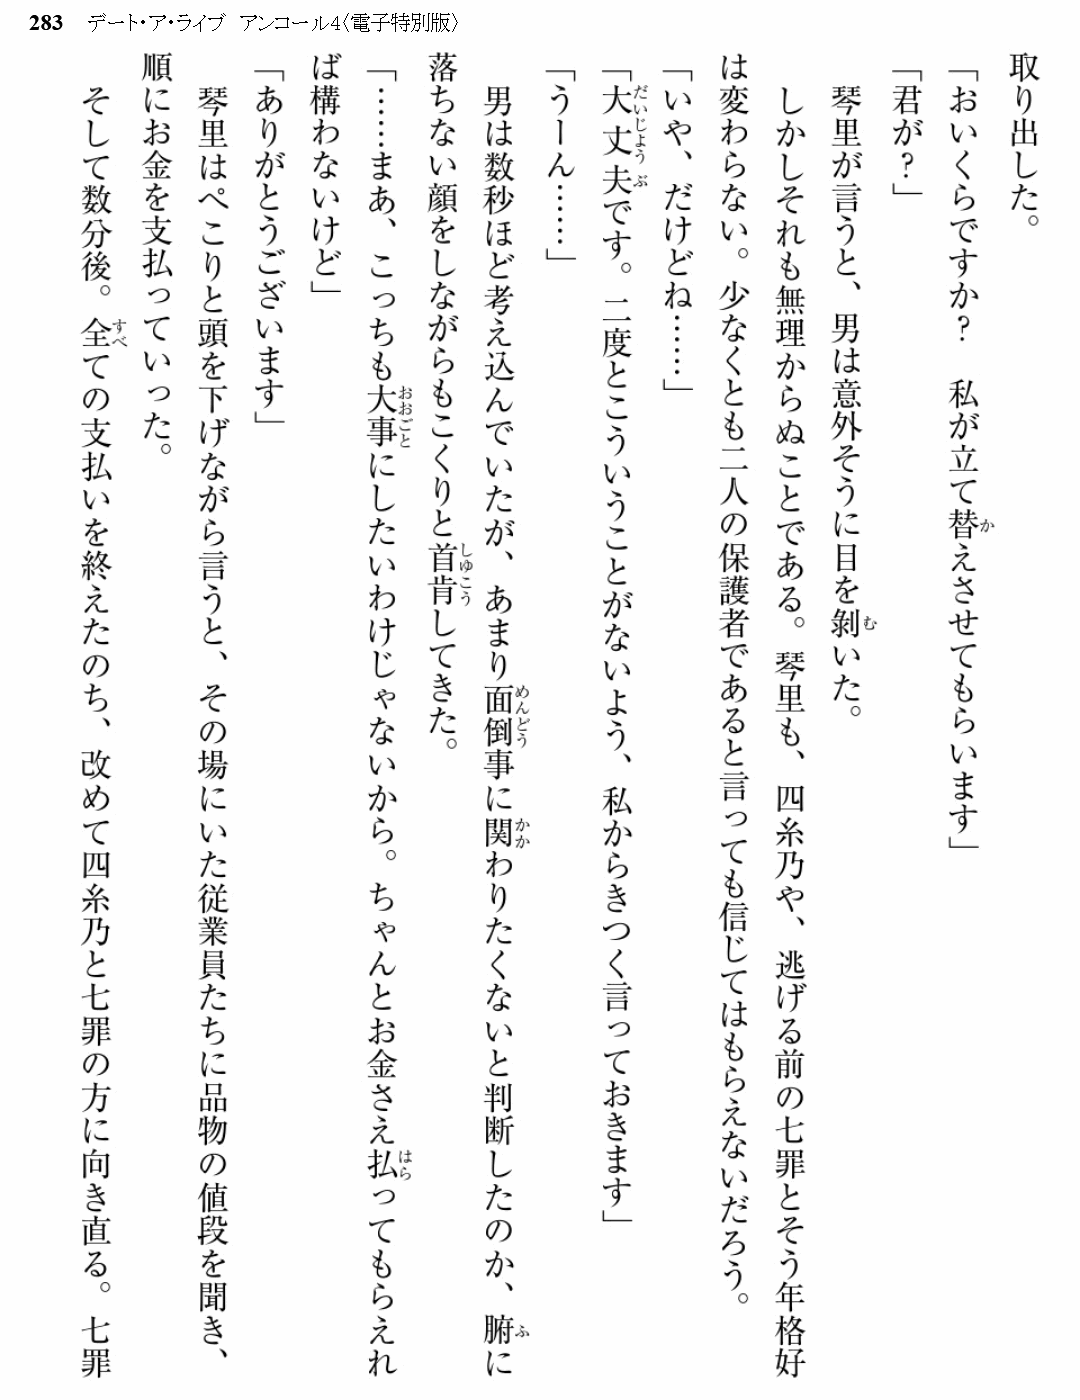 283 デート・ア・ライブ　アンコール4〈電子特別版〉
取り出した。
「おいくらですか？　私が立て替えさせてもらいます」
「君が？」
　琴里が言うと、男は意外そうに目を剝いた。
　しかしそれも無理からぬことである。琴里も、四糸乃や、逃げる前の七罪とそう年格好
は変わらない。少なくとも二人の保護者であると言っても信じてはもらえないだろう。
「いや、だけどね……」
「大丈夫です。二度とこういうことがないよう、私からきつく言っておきます」
「うーん……」
　男は数秒ほど考え込んでいたが、あまり面倒事に関わりたくないと判断したのか、腑に
落ちない顔をしながらもこくりと首肯してきた。
「……まあ、こっちも大事にしたいわけじゃないから。ちゃんとお金さえ払ってもらえれ
ば構わないけど」
「ありがとうございます」
　琴里はぺこりと頭を下げながら言うと、その場にいた従業員たちに品物の値段を聞き、
順にお金を支払っていった。
　そして数分後。全ての支払いを終えたのち、改めて四糸乃と七罪の方に向き直る。七罪